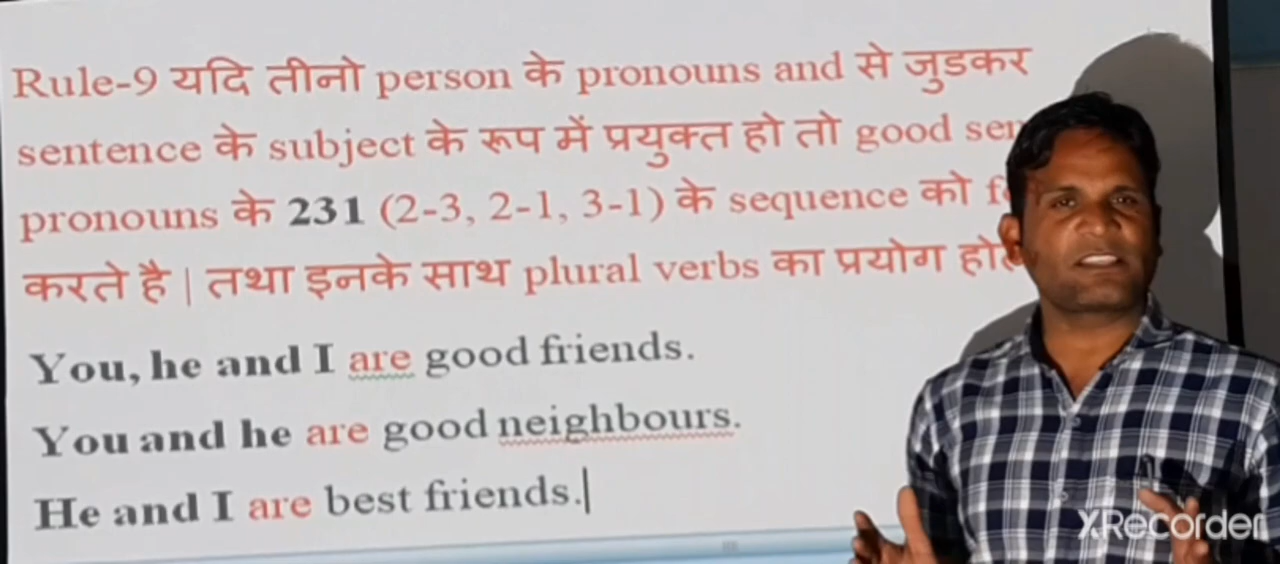 Rule-9 यदि तीनो person के pronouns and से जुडकर
sentence के subject के रूप में प्रयुक्त हो तो good
pronouns के 231 (2-3, 2-1, 3-1) के sequence को
करते है | तथा इनके साथ plural verbs का प्रयोग
You, he and I are good friends.
You and he are good neighbours.
He and I are best friends.
XRecorder